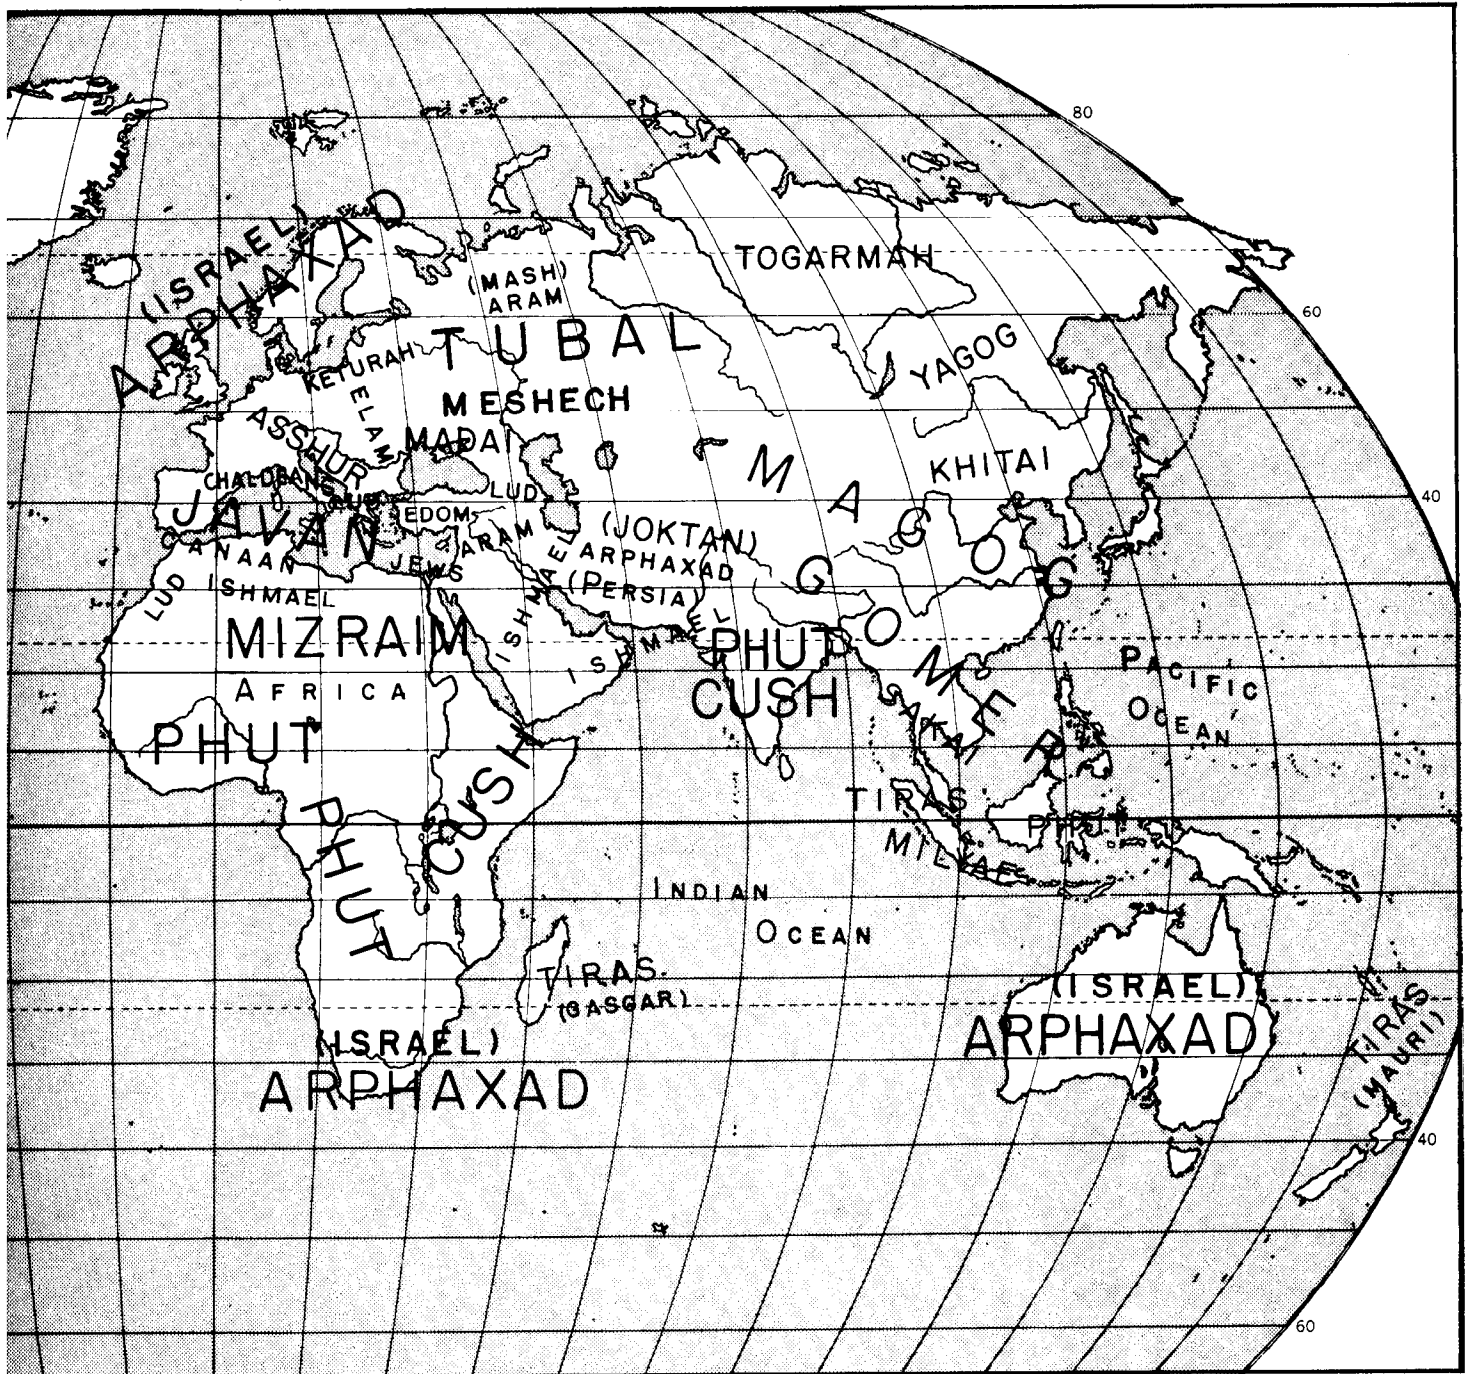 80
TOGARMAH
(ISRAEL)
ARPHAXAD
(MASH)
ARAM
60
TUBAL
YAGOG
KETURAH
ELAM
MESHECH
ASSHUR
MADAI
MAGOG
KHITAI
CHALDEANS
LUD
40
JAVAN
EDOM
(JOKTAN)
ARPHAXAD
(PERSIA)
CANAAN
JEWS
ARAM
LUD
ISHMAEL
ISHMAEL
ISHMAEL
MIZRAIM
AFRICA
PHUT
CUSH
GOMER
PACIFIC
OCEAN
SAKAI
PHUT
CUSH
PHUT
TIRAS
PHUT
INDIAN
OCEAN
TIRAS
(GASGAR)
(ISRAEL)
ARPHAXAD
(ISRAEL)
ARPHAXAD
TIRAS
(MAURI)
40
60